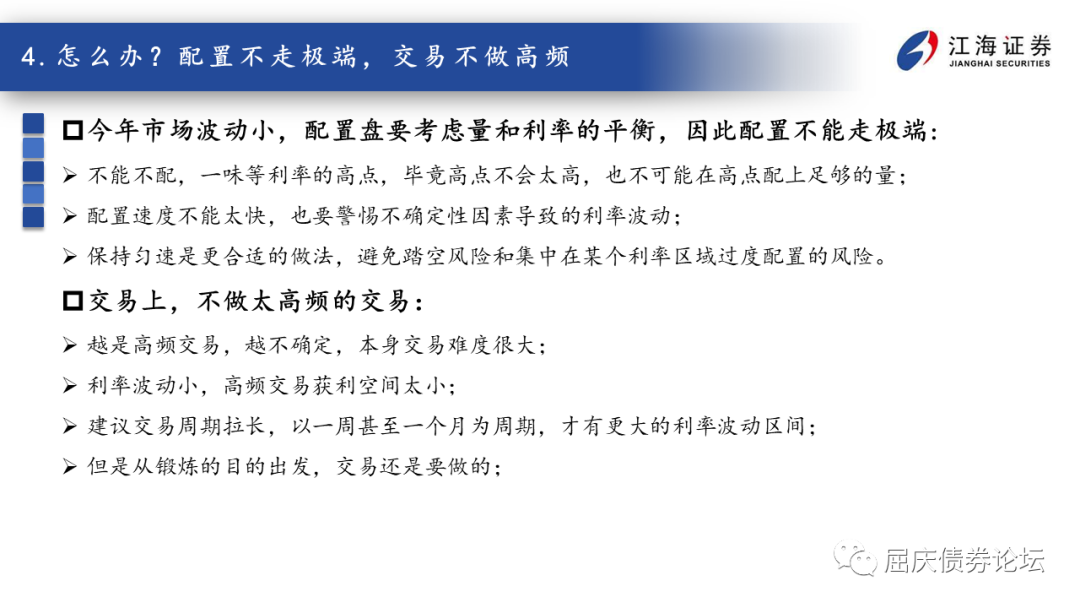 4. 怎么办？配置不走极端，交易不做高频
江海证券
JIANGHAI SECURITIES
今年市场波动小，配置盘要考虑量和利率的平衡，因此配置不能走极端：
不能不配，一味等利率的高点，毕竟高点不会太高，也不可能在高点配上足够的量；
配置速度不能太快，也要警惕不确定性因素导致的利率波动；
保持匀速是更合适的做法，避免踏空风险和集中在某个利率区域过度配置的风险。
交易上，不做太高频的交易：
越是高频交易，越不确定，本身交易难度很大；
利率波动小，高频交易获利空间太小；
建议交易周期拉长，以一周甚至一个月为周期，才有更大的利率波动区间；
但是从锻炼的目的出发，交易还是要做的；
屈庆债券论坛